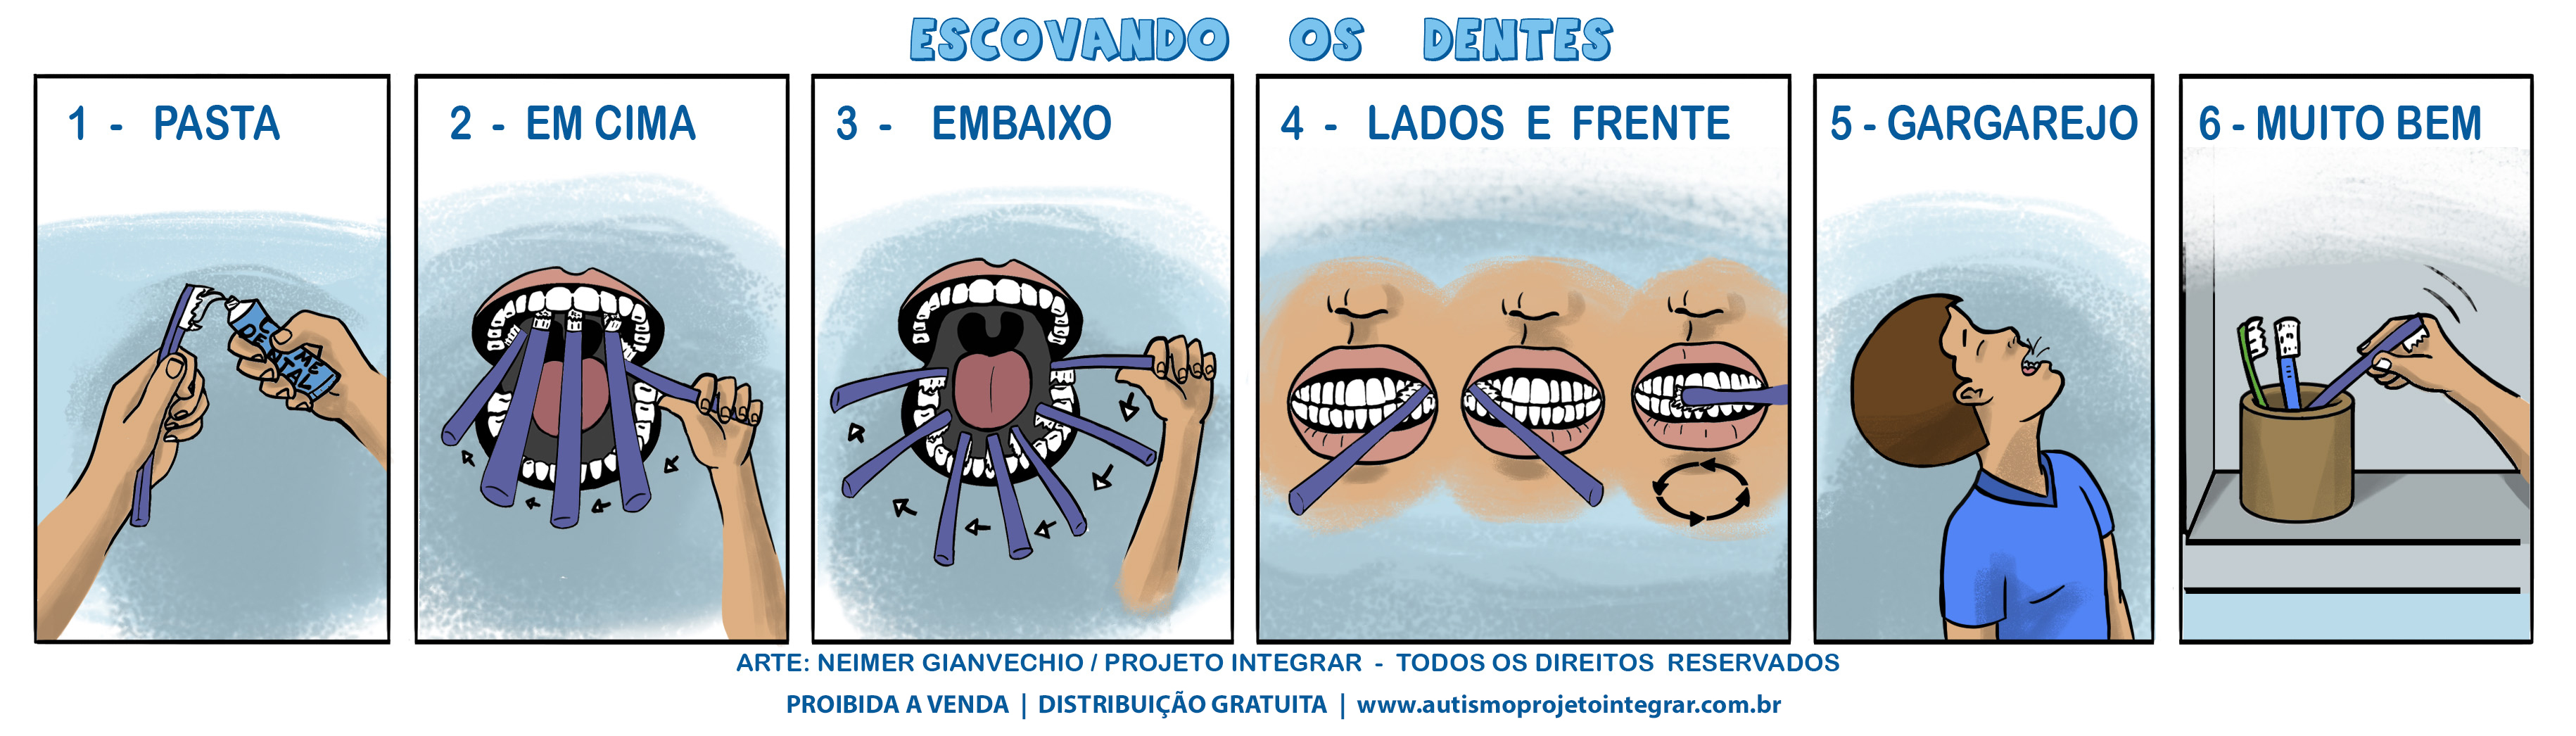 ESCOVANDO OS DENTES
1 - PASTA
CREME
DENTAL
2 - EM CIMA
3 - EMBAIXO
4 - LADOS E FRENTE
5 - GARGAREJO
6 - MUITO BEM
ARTE: NEIMER GIANVECHIO / PROJETO INTEGRAR - TODOS OS DIREITOS RESERVADOS
PROIBIDA A VENDA | DISTRIBUIÇÃO GRATUITA | www.autismoprojetointegrar.com.br